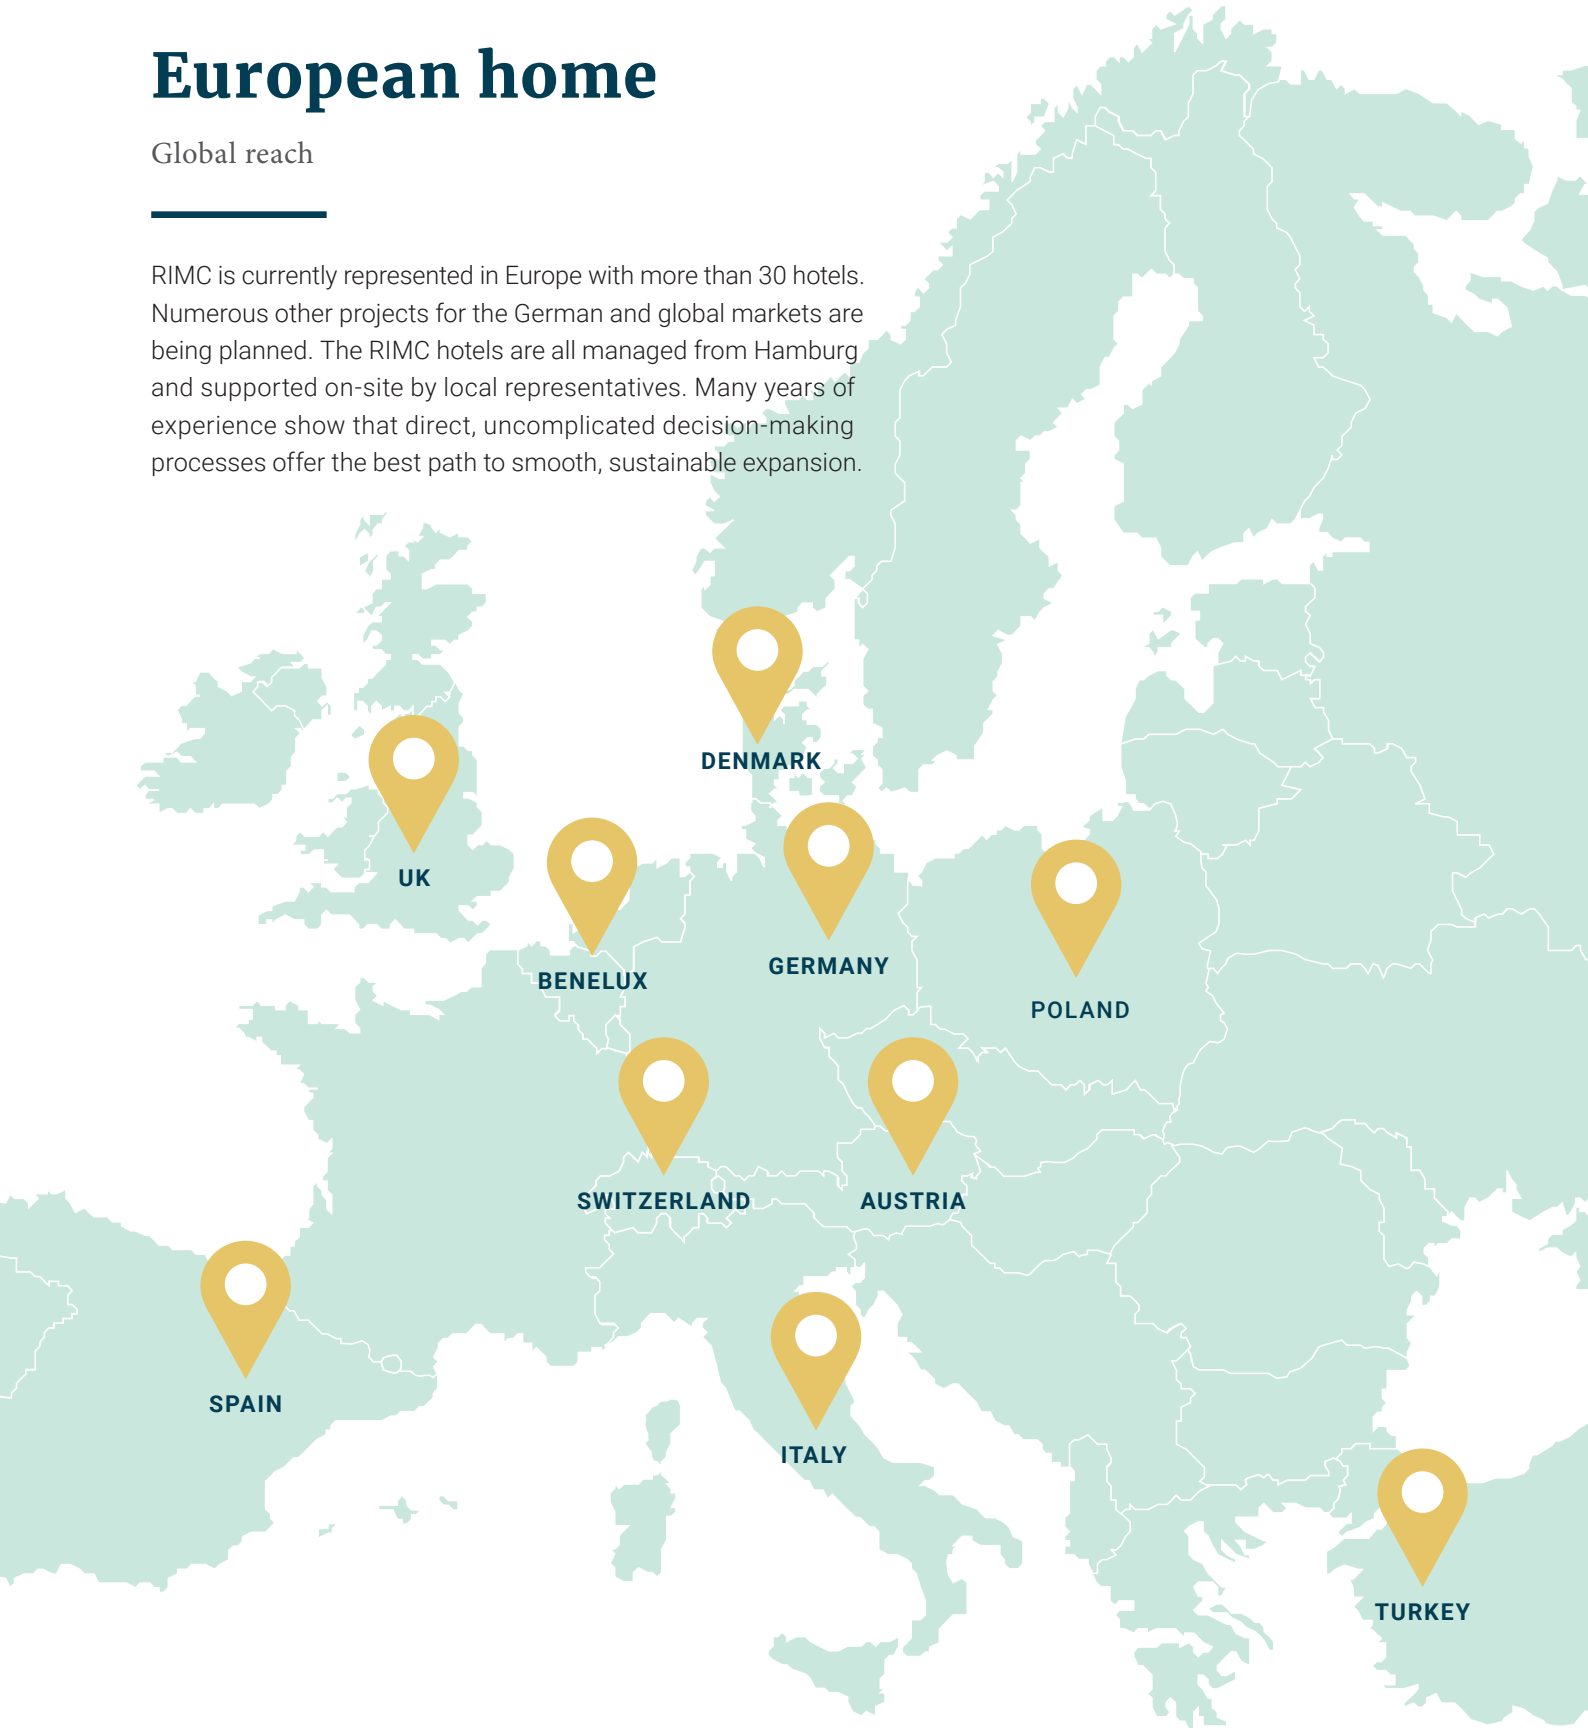 European home
Global reach
RIMC is currently represented in Europe with more than 30 hotels.
Numerous other projects for the German and global markets are
being planned. The RIMC hotels are all managed from Hamburg
and supported on-site by local representatives. Many years of
experience show that direct, uncomplicated decision-making
processes offer the best path to smooth, sustainable expansion.
DENMARK
UK
BENELUX
GERMANY
POLAND
SWITZERLAND
AUSTRIA
SPAIN
ITALY
TURKEY